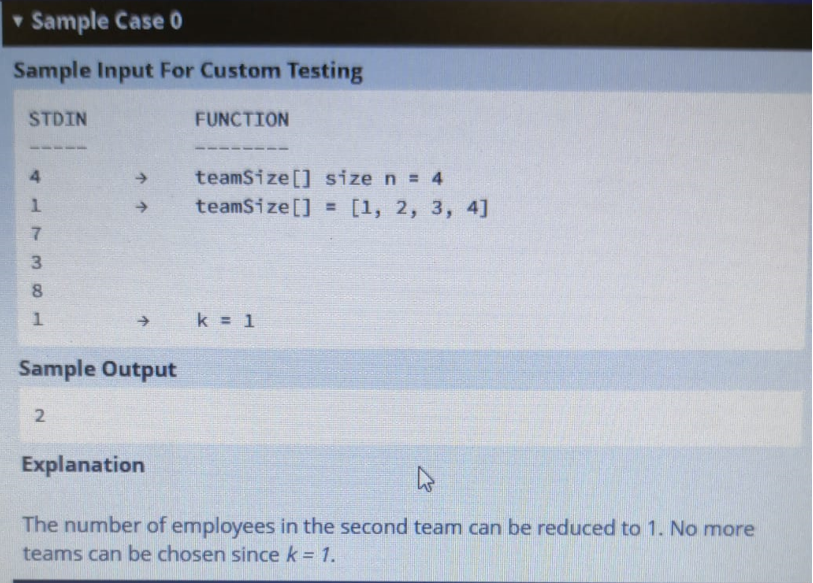 ▾ Sample Case 0
Sample Input For Custom Testing
STDIN FUNCTION
----- --------
4 → teamSize[] size n = 4
1 → teamSize[] = [1, 2, 3, 4]
7
3
8
1 → k = 1
Sample Output
2
Explanation
The number of employees in the second team can be reduced to 1. No more
teams can be chosen since k = 1.